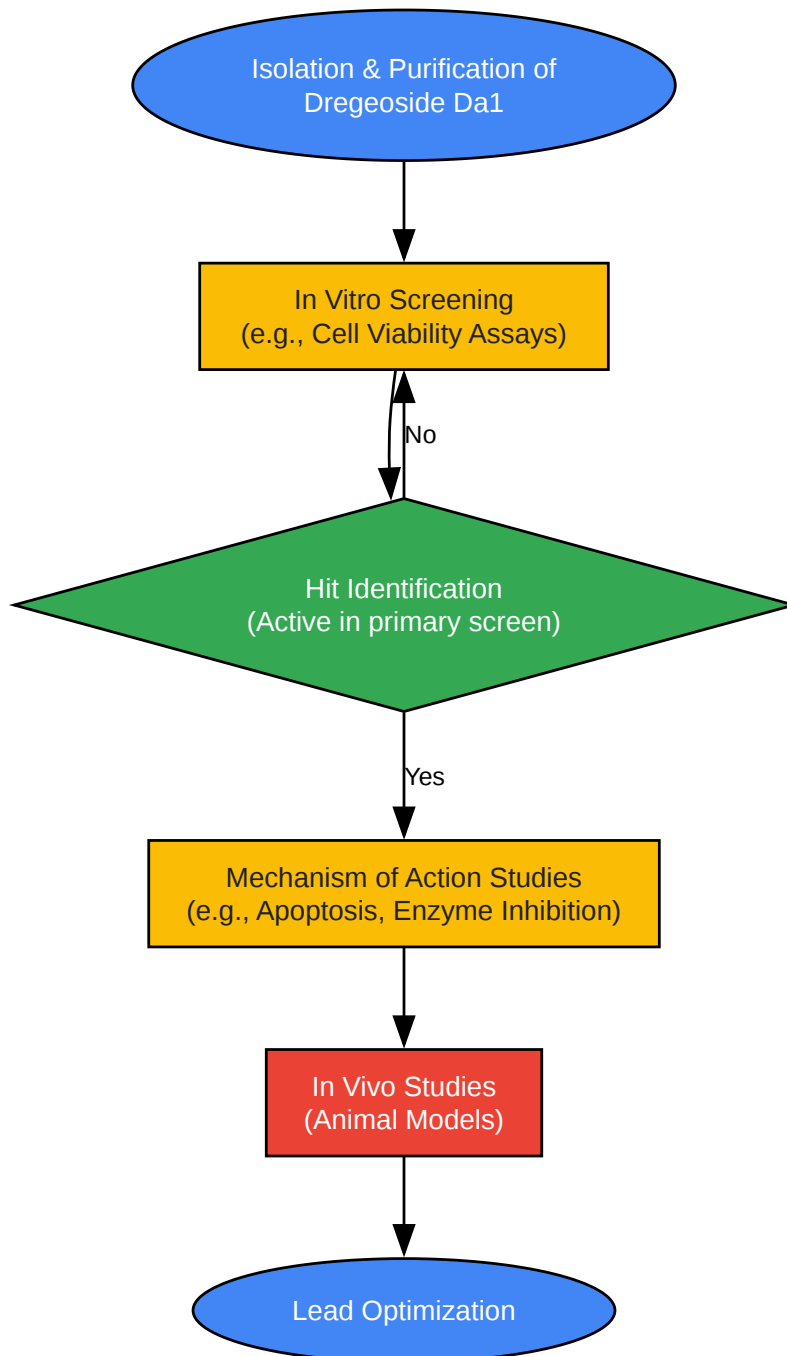 Isolation & Purification of
Dregeoside Da1
In Vitro Screening
(e.g., Cell Viability Assays)
No
Hit Identification
(Active in primary screen)
Yes
Mechanism of Action Studies
(e.g., Apoptosis, Enzyme Inhibition)
In Vivo Studies
(Animal Models)
Lead Optimization